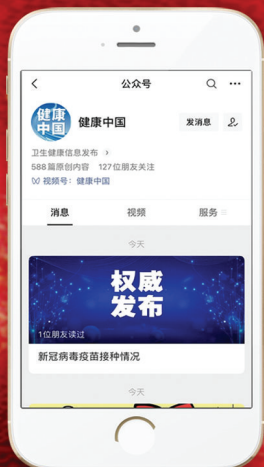 公众号
健康
中国
健康中国
发消息
卫生健康信息发布
588篇原创内容 127位朋友关注
视频号：健康中国
消息 视频 服务
今天
权威
发布
1位朋友读过
新冠病毒疫苗接种情况
今天